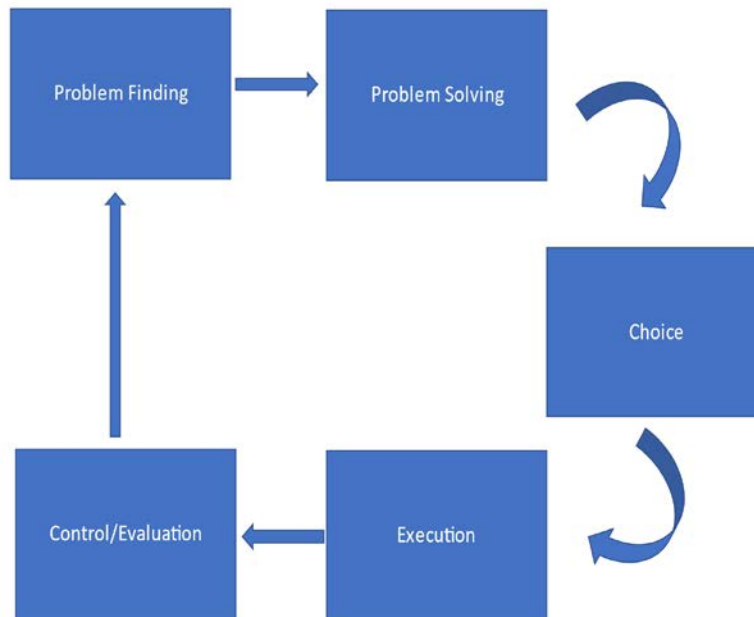 Problem Finding
Problem Solving
Choice
Execution
Control/Evaluation